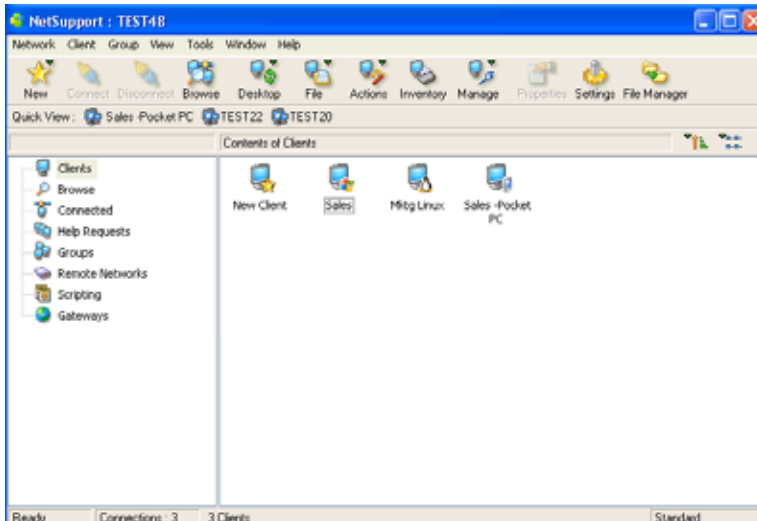 NetSupport : TEST48
Network Client Group View Tools Window Help
New Connect Disconnect Browse Desktop File Actions Inventory Manage Properties Settings File Manager
Quick View : Sales -Pocket PC TEST22 TEST20
Contents of Clients
Clients
Browse
Connected
Help Requests
Groups
Remote Networks
Scripting
Gateways
New Client Sales Mktg Linux Sales -Pocket
PC
Ready Connections : 3 3 Clients Standard